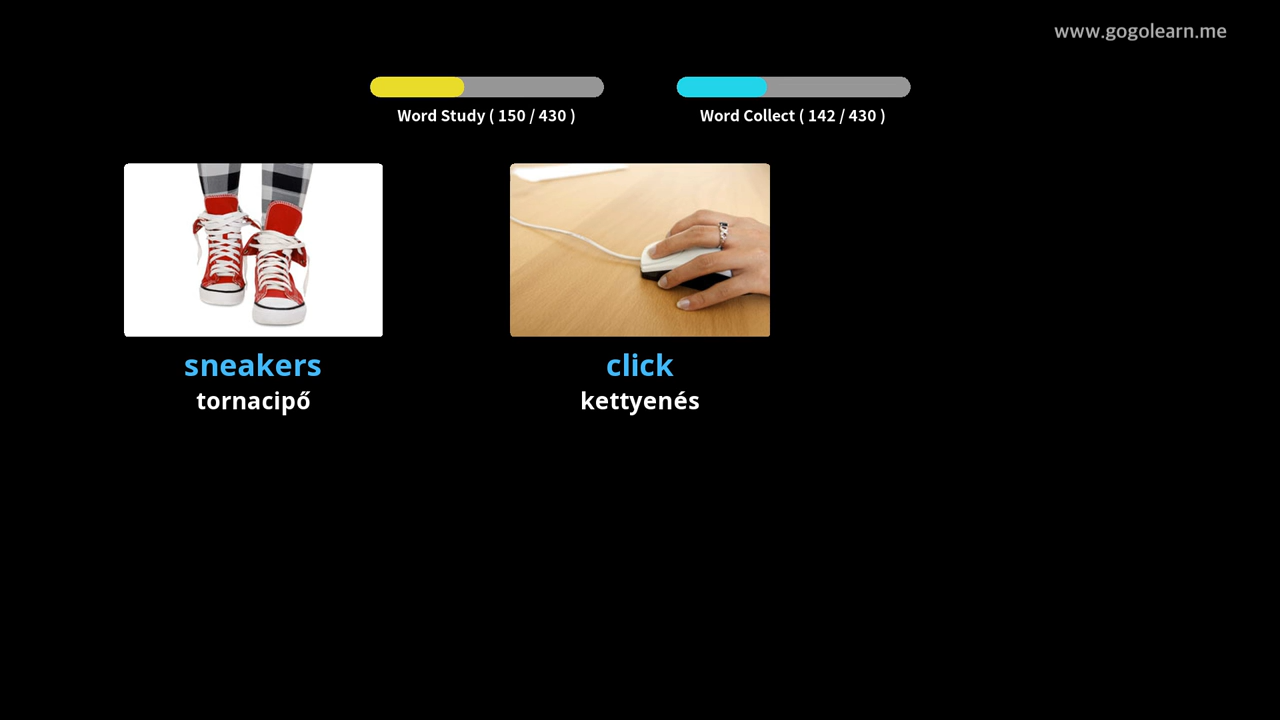 www.gogolearn.me
Word Study ( 150 / 430 )
Word Collect ( 142 / 430 )
sneakers
tornacipő
click
kettyenés